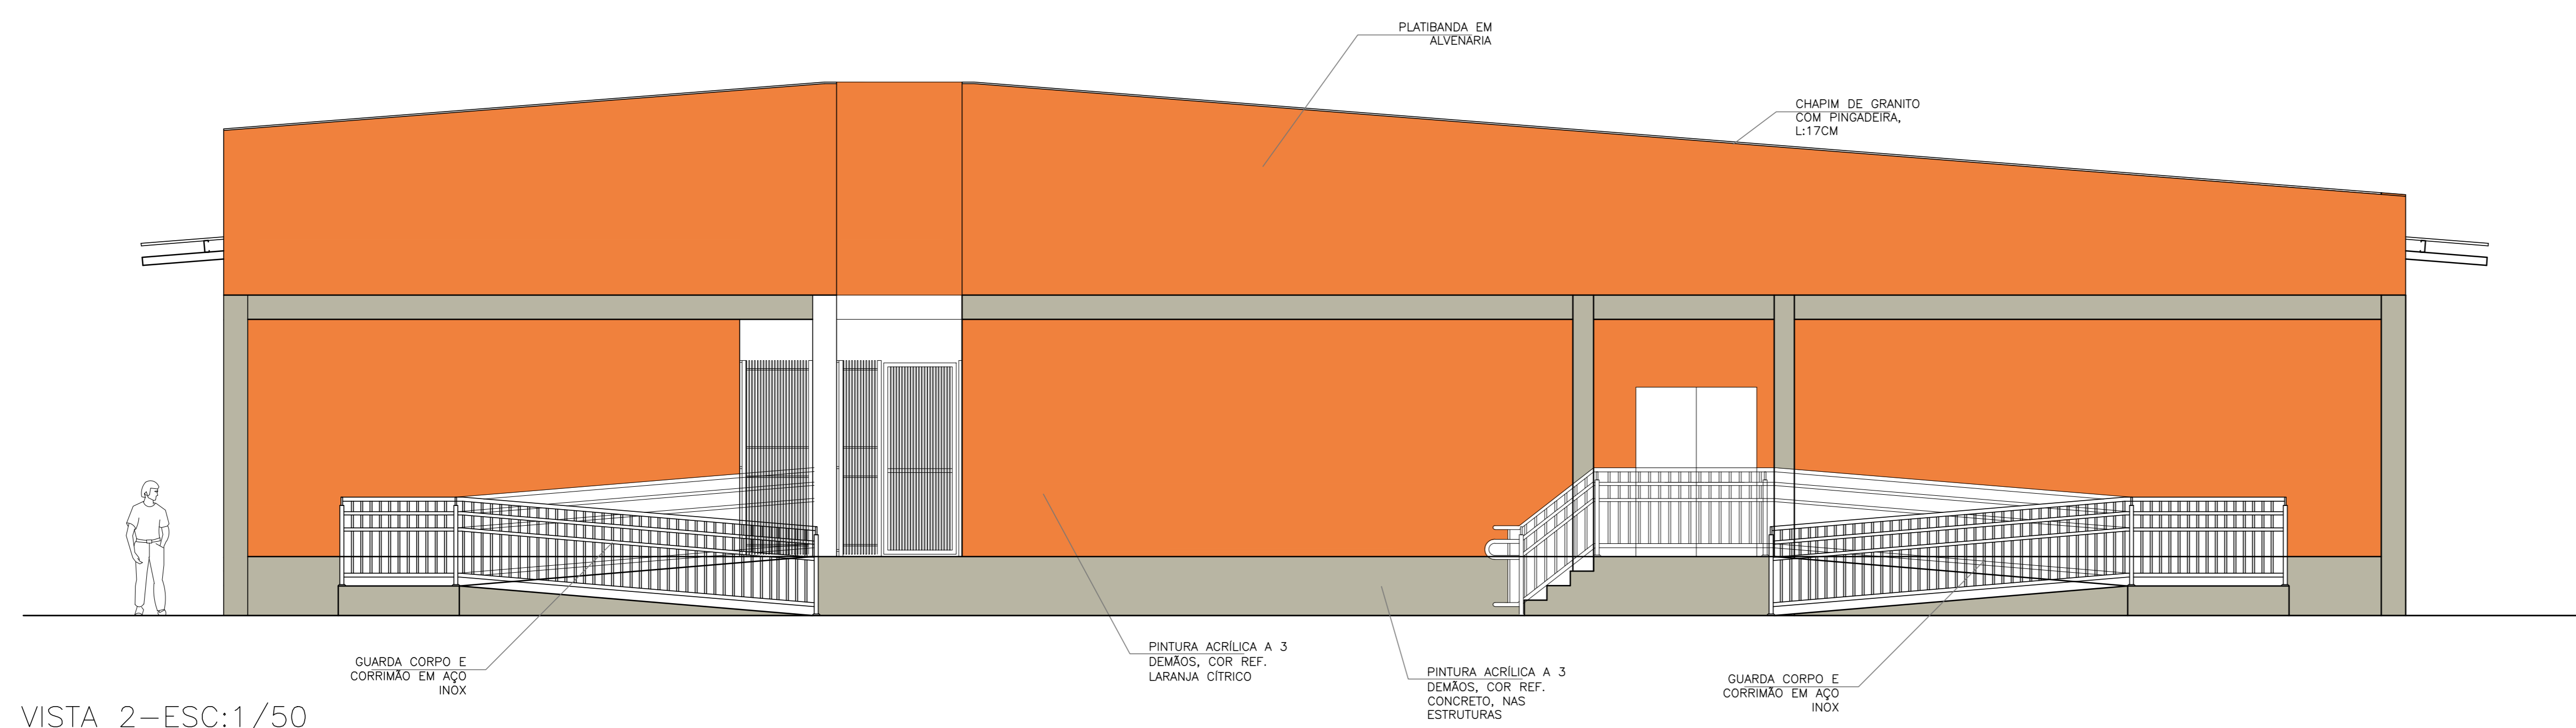 PLATIBANDA EM
ALVENARIA
CHAPIM DE GRANITO
COM PINGADEIRA,
L:17CM
PINTURA ACRÍLICA A 3
DEMÃOS, COR REF.
LARANJA CÍTRICO
GUARDA CORPO E
CORRIMÃO EM AÇO
INOX
PINTURA ACRÍLICA A 3
DEMÃOS, COR REF.
CONCRETO, NAS
ESTRUTURAS
GUARDA CORPO E
CORRIMÃO EM AÇO
INOX
VISTA 2-ESC:1/50